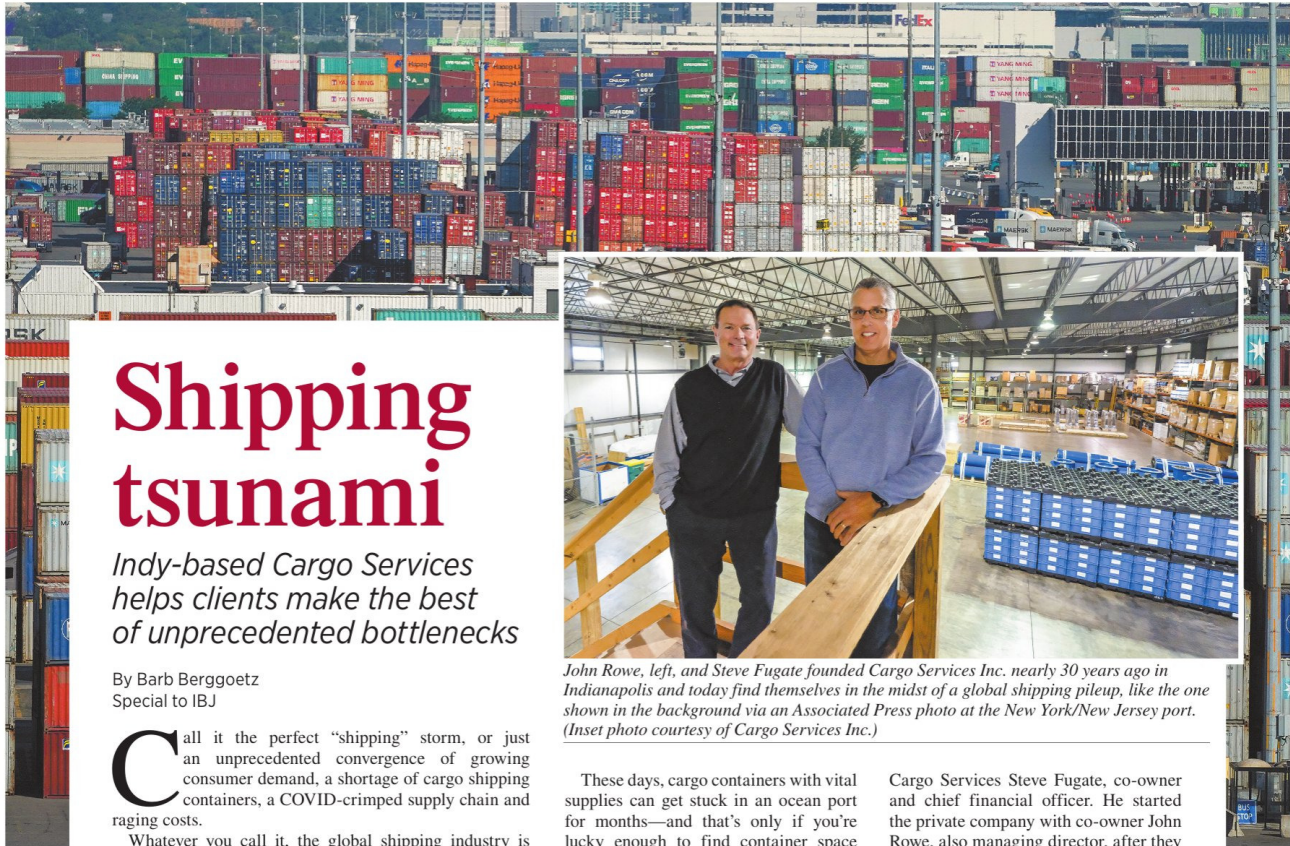 FedEx
CHINA SHIPPING
YANG MING
YANG MING
YANG MING
YANG MING
MAERSK
MAERSK
Shipping
tsunami
Indy-based Cargo Services
helps clients make the best
of unprecedented bottlenecks
By Barb Berggoetz
Special to IBJ
Call it the perfect “shipping” storm, or just
an unprecedented convergence of growing
consumer demand, a shortage of cargo shipping
containers, a COVID-crimped supply chain and
raging costs.
Whatever you call it, the global shipping industry is
John Rowe, left, and Steve Fugate founded Cargo Services Inc. nearly 30 years ago in
Indianapolis and today find themselves in the midst of a global shipping pileup, like the one
shown in the background via an Associated Press photo at the New York/New Jersey port.
(Inset photo courtesy of Cargo Services Inc.)
These days, cargo containers with vital
supplies can get stuck in an ocean port
for months—and that’s only if you’re
lucky enough to find container space
Cargo Services Steve Fugate, co-owner
and chief financial officer. He started
the private company with co-owner John
Rowe, also managing director, after they
BUS
STOP